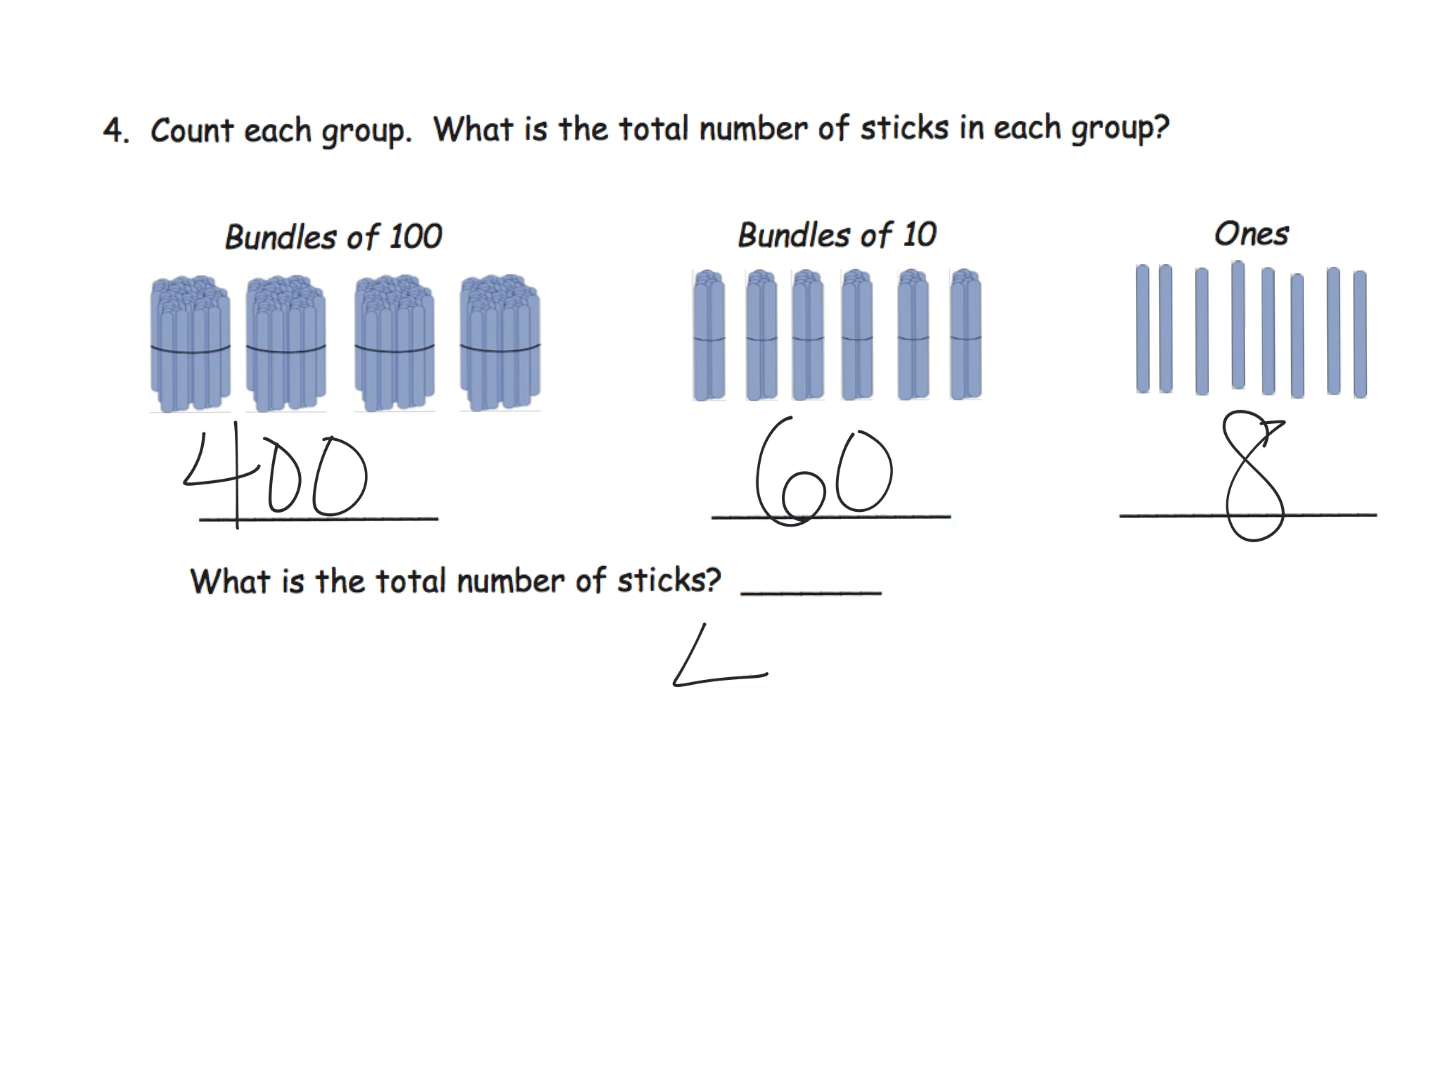 4. Count each group. What is the total number of sticks in each group?
Bundles of 100 Bundles of 10 Ones
400 60 8
What is the total number of sticks? ______